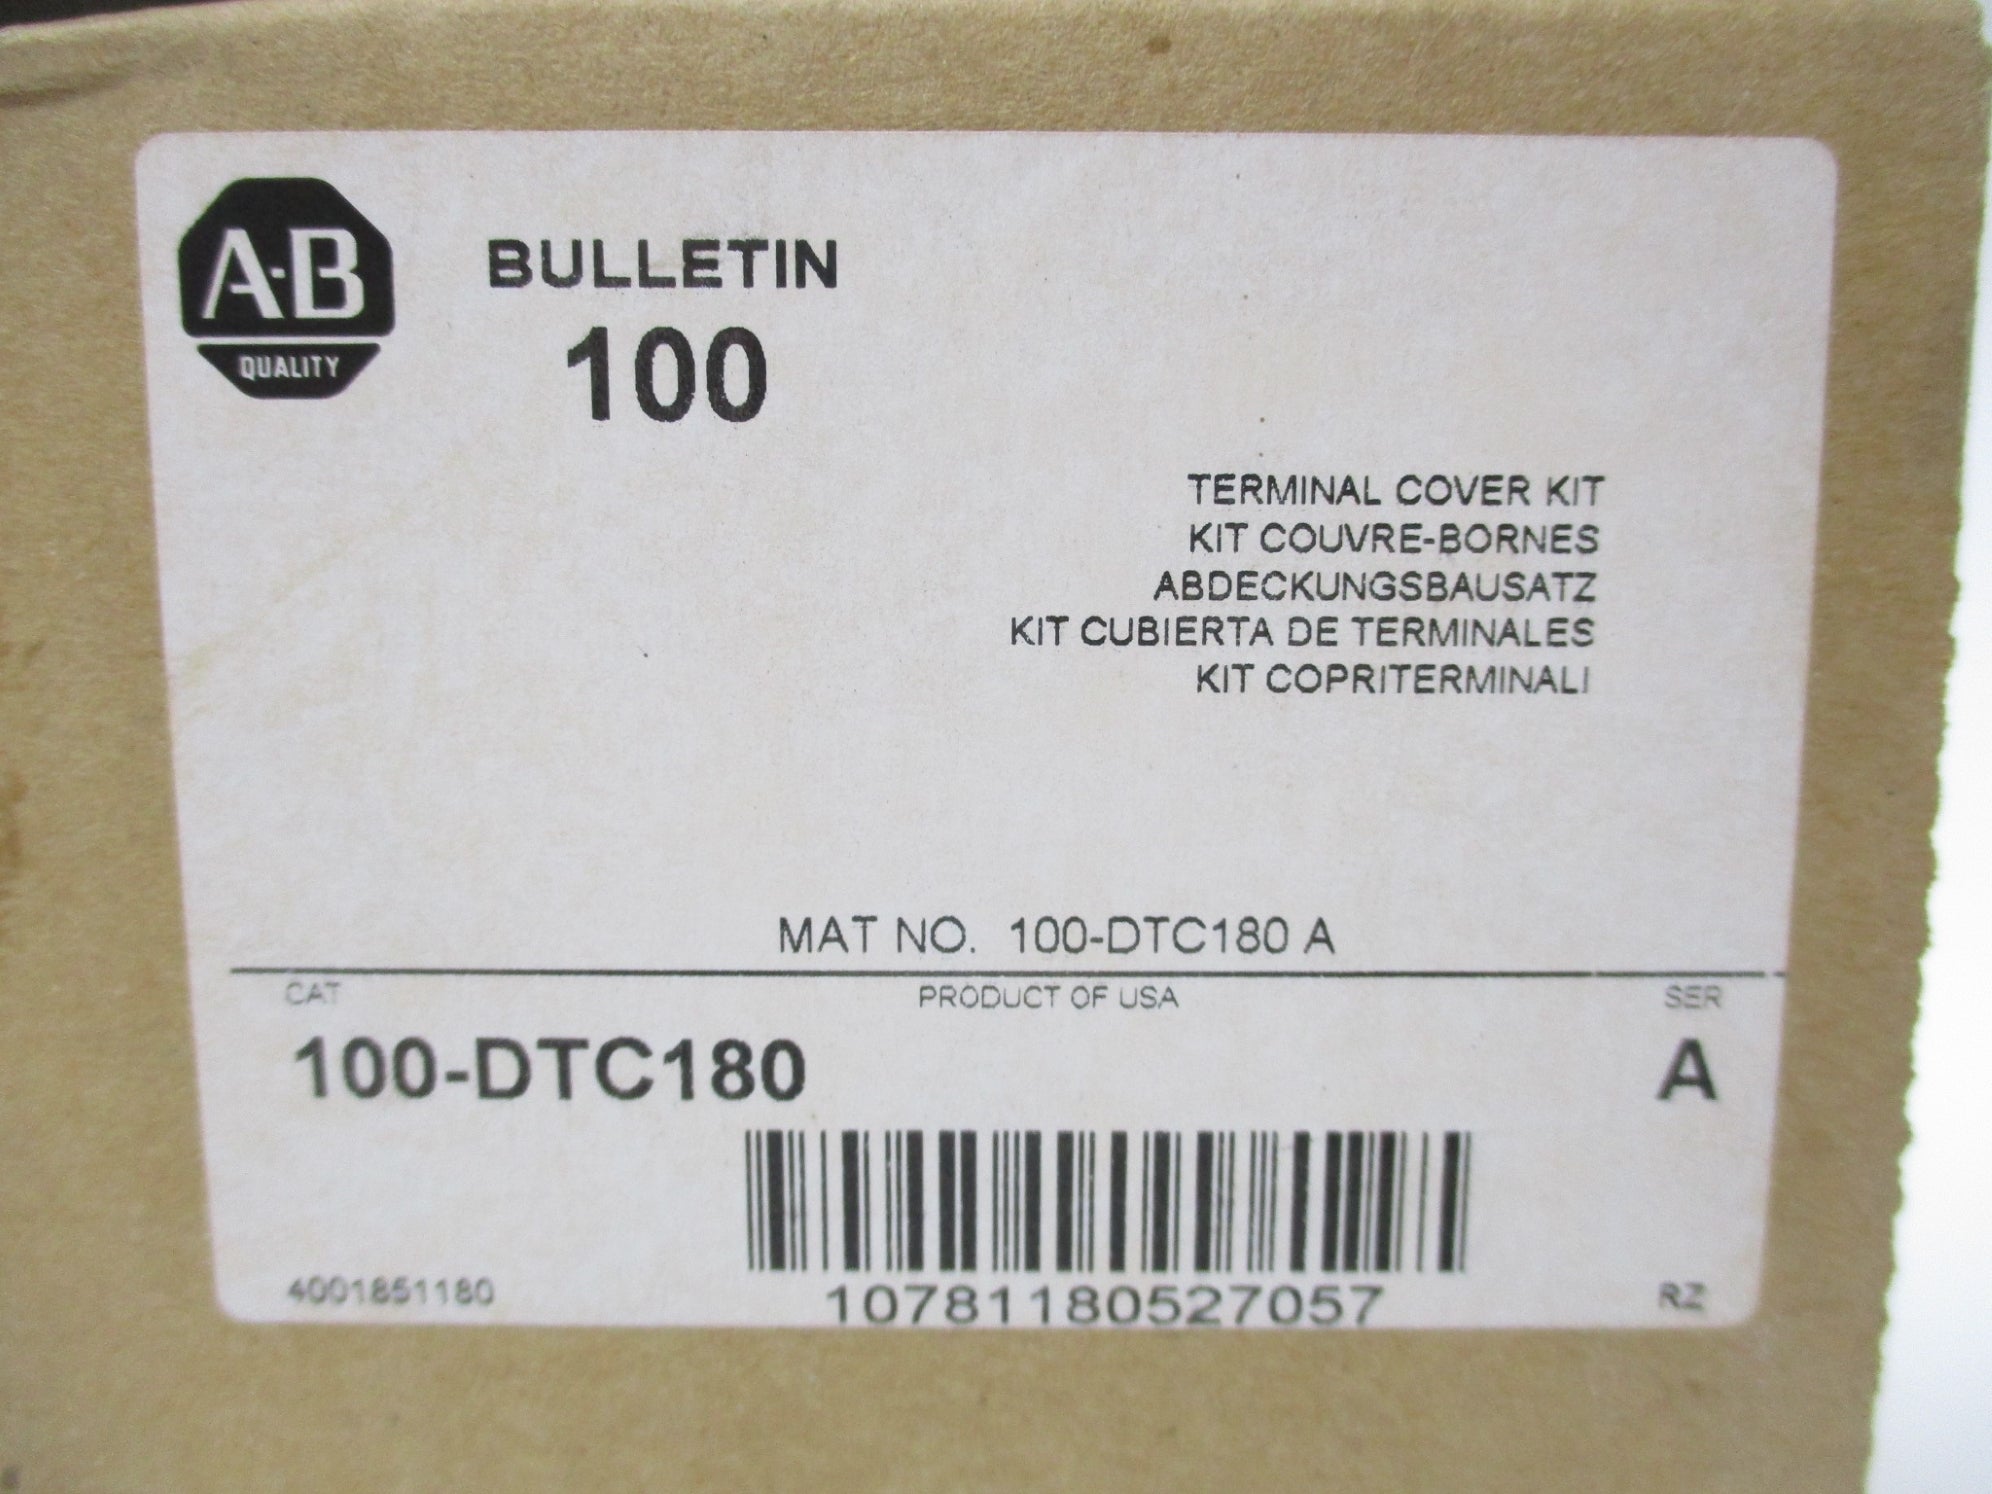 A-B
QUALITY
BULLETIN
100
TERMINAL COVER KIT
KIT COUVRE-BORNES
ABDECKUNGSBAUSATZ
KIT CUBIERTA DE TERMINALES
KIT COPRITERMINALI
MAT NO. 100-DTC180 A
CAT PRODUCT OF USA SER
100-DTC180 A
4001851180 10781180527057 RZ